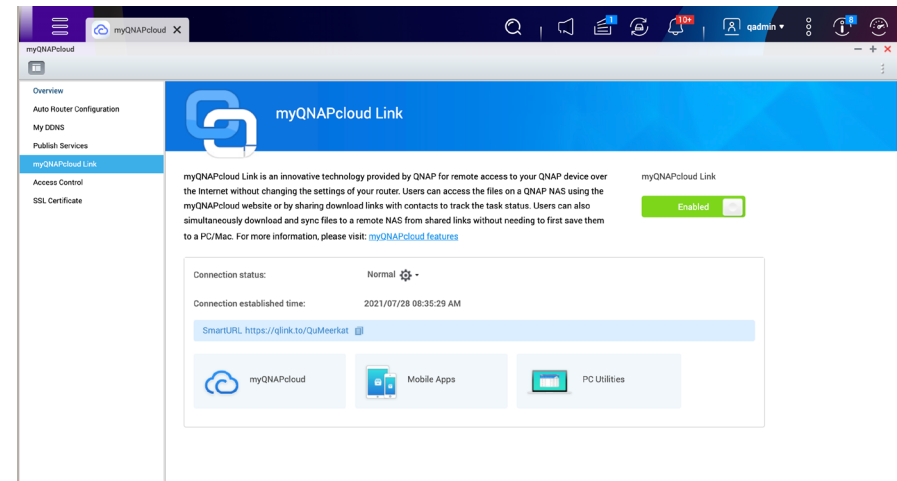 myQNAPcloud
1
10+
qadmin
8
myQNAPcloud
Overview
Auto Router Configuration
My DDNS
Publish Services
myQNAPcloud Link
Access Control
SSL Certificate
myQNAPcloud Link
myQNAPcloud Link is an innovative technology provided by QNAP for remote access to your QNAP device over
the Internet without changing the settings of your router. Users can access the files on a QNAP NAS using the
myQNAPcloud website or by sharing download links with contacts to track the task status. Users can also
simultaneously download and sync files to a remote NAS from shared links without needing to first save them
to a PC/Mac. For more information, please visit: myQNAPcloud features
myQNAPcloud Link
Enabled
Connection status: Normal
Connection established time: 2021/07/28 08:35:29 AM
SmartURL https://qlink.to/QuMeerkat
myQNAPcloud
Mobile Apps
PC Utilities